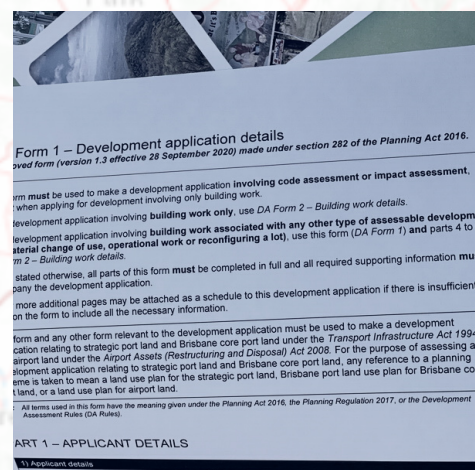 Form 1 – Development application details
oved form (version 1.3 effective 28 September 2020) made under section 282 of the Planning Act 2016.
rm must be used to make a development application involving code assessment or impact assessment,
when applying for development involving only building work.
development application involving building work only, use DA Form 2 – Building work details.
development application involving building work associated with any other type of assessable developm
aterial change of use, operational work or reconfiguring a lot), use this form (DA Form 1) and parts 4 to
rm 2 – Building work details.
stated otherwise, all parts of this form must be completed in full and all required supporting information mu
pany the development application.
more additional pages may be attached as a schedule to this development application if there is insufficient
on the form to include all the necessary information.
form and any other form relevant to the development application must be used to make a development
cation relating to strategic port land and Brisbane core port land under the Transport Infrastructure Act 1994
airport land under the Airport Assets (Restructuring and Disposal) Act 2008. For the purpose of assessing a
elopment application relating to strategic port land and Brisbane core port land, any reference to a planning
eme is taken to mean a land use plan for the strategic port land, Brisbane port land use plan for Brisbane co
t land, or a land use plan for airport land.
: All terms used in this form have the meaning given under the Planning Act 2016, the Planning Regulation 2017, or the Development
Assessment Rules (DA Rules).
ART 1 – APPLICANT DETAILS
1) Applicant details